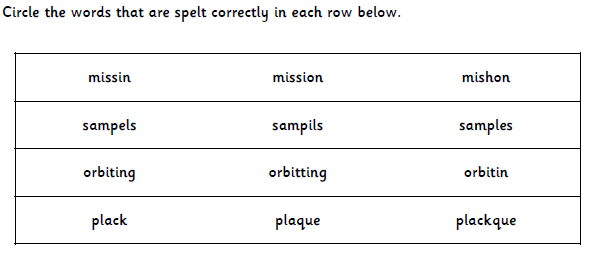 Circle the words that are spelt correctly in each row below.
missin mission mishon
sampels sampils samples
orbiting orbitting orbitin
plack plaque plackque